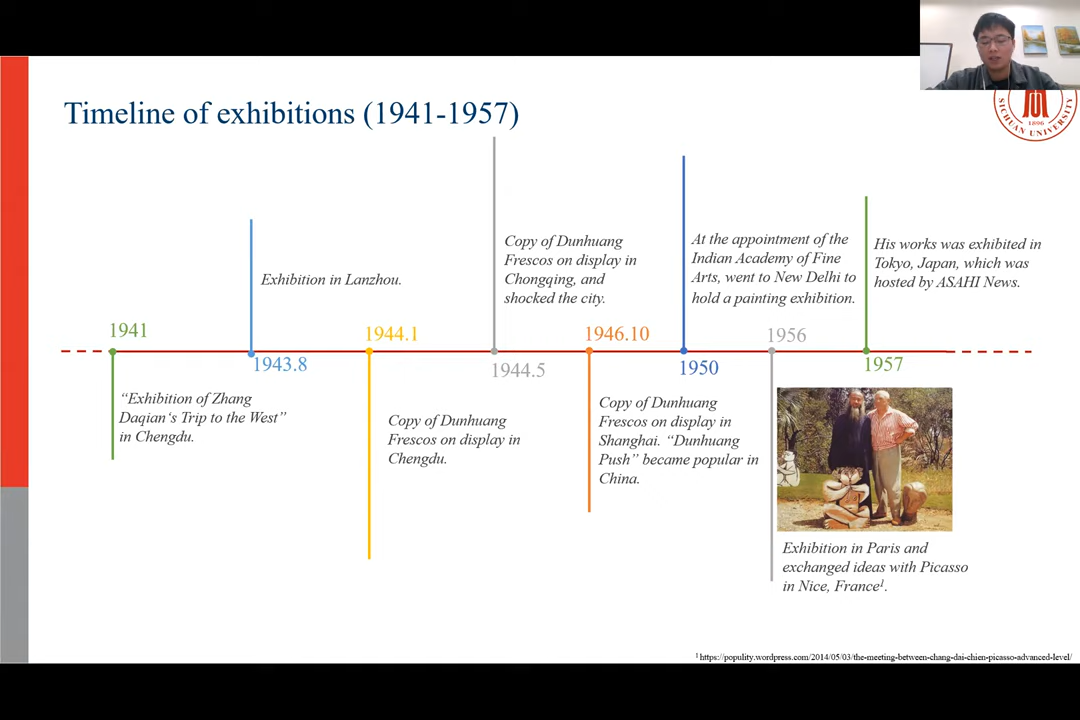 Timeline of exhibitions (1941-1957)
SICHUAN UNIVERSITY
1896
1941
“Exhibition of Zhang
Daqian‘s Trip to the West”
in Chengdu.
Exhibition in Lanzhou.
1943.8
1944.1
Copy of Dunhuang
Frescos on display in
Chengdu.
Copy of Dunhuang
Frescos on display in
Chongqing, and
shocked the city.
1944.5
1946.10
Copy of Dunhuang
Frescos on display in
Shanghai. “Dunhuang
Push” became popular in
China.
At the appointment of the
Indian Academy of Fine
Arts, went to New Delhi to
hold a painting exhibition.
1950
1956
Exhibition in Paris and
exchanged ideas with Picasso
in Nice, France¹.
His works was exhibited in
Tokyo, Japan, which was
hosted by ASAHI News.
1957
¹ https://populity.wordpress.com/2014/05/03/the-meeting-between-chang-dai-chien-picasso-advanced-level/